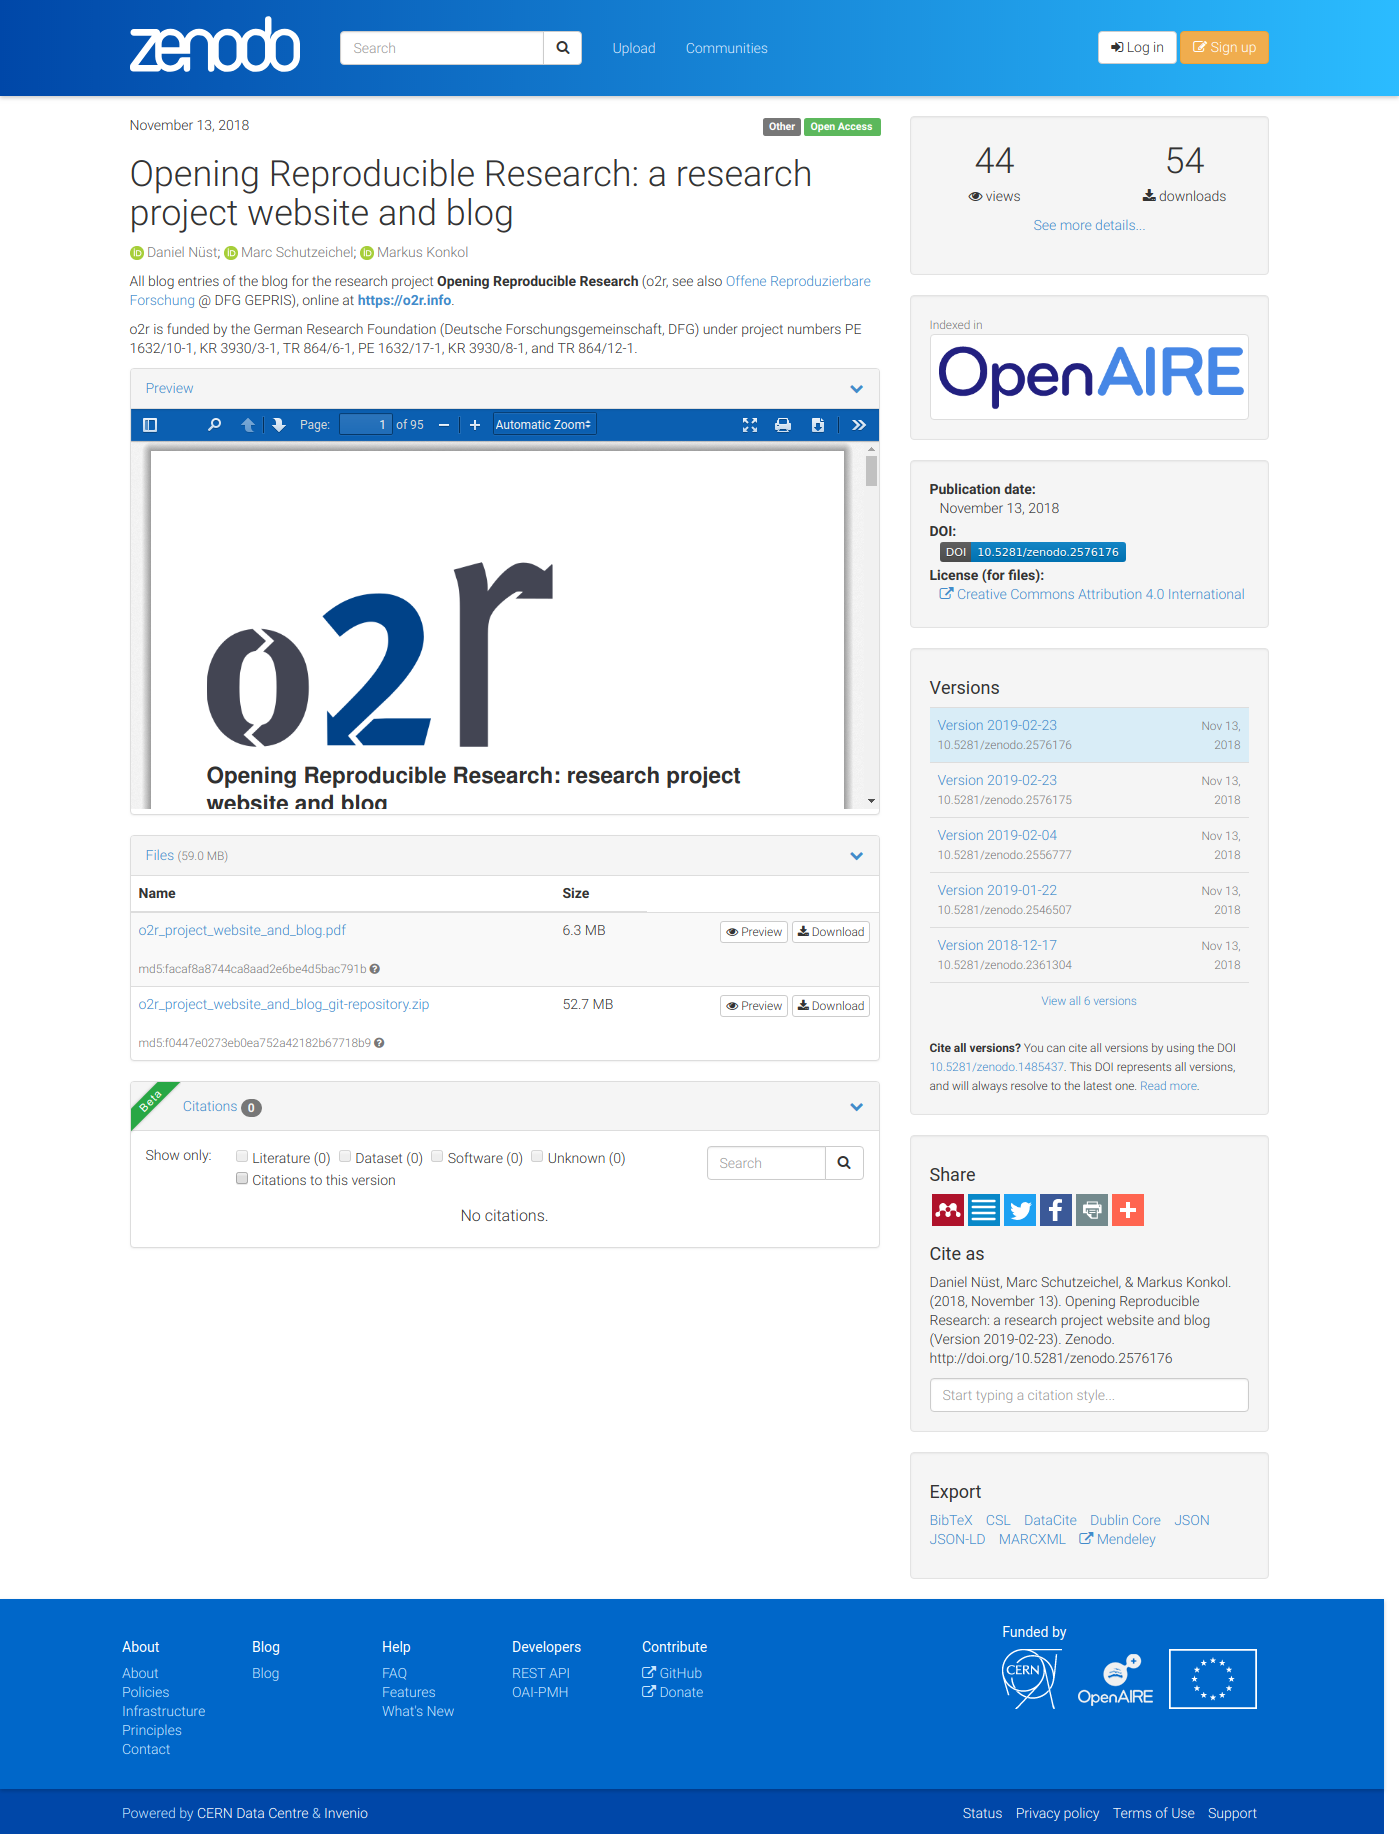 zenodo
Search
Upload
Communities
Log in
Sign up
November 13, 2018
Other
Open Access
Opening Reproducible Research: a research
project website and blog
Daniel Nüst; Marc Schutzeichel; Markus Konkol
All blog entries of the blog for the research project Opening Reproducible Research (o2r, see also Offene Reproduzierbare
Forschung @ DFG GEPRIS), online at https://o2r.info.
o2r is funded by the German Research Foundation (Deutsche Forschungsgemeinschaft, DFG) under project numbers PE
1632/10-1, KR 3930/3-1, TR 864/6-1, PE 1632/17-1, KR 3930/8-1, and TR 864/12-1.
Preview
Page: 1 of 95
Automatic Zoom
o2r
Opening Reproducible Research: research project
website and blog
Files (59.0 MB)
Name Size
o2r_project_website_and_blog.pdf 6.3 MB Preview Download
md5:facaf8a8744ca8aad2e6be4d5bac791b
o2r_project_website_and_blog_git-repository.zip 52.7 MB Preview Download
md5:f0447e0273eb0ea752a42182b67718b9
Beta
Citations 0
Show only: Literature (0) Dataset (0) Software (0) Unknown (0)
Citations to this version
Search
No citations.
44 54
views downloads
See more details...
Indexed in
OpenAIRE
Publication date:
November 13, 2018
DOI:
DOI 10.5281/zenodo.2576176
License (for files):
Creative Commons Attribution 4.0 International
Versions
Version 2019-02-23 Nov 13,
10.5281/zenodo.2576176 2018
Version 2019-02-23 Nov 13,
10.5281/zenodo.2576175 2018
Version 2019-02-04 Nov 13,
10.5281/zenodo.2556777 2018
Version 2019-01-22 Nov 13,
10.5281/zenodo.2546507 2018
Version 2018-12-17 Nov 13,
10.5281/zenodo.2361304 2018
View all 6 versions
Cite all versions? You can cite all versions by using the DOI
10.5281/zenodo.1485437. This DOI represents all versions,
and will always resolve to the latest one. Read more.
Share
Cite as
Daniel Nüst, Marc Schutzeichel, & Markus Konkol.
(2018, November 13). Opening Reproducible
Research: a research project website and blog
(Version 2019-02-23). Zenodo.
http://doi.org/10.5281/zenodo.2576176
Start typing a citation style...
Export
BibTeX CSL DataCite Dublin Core JSON
JSON-LD MARCXML Mendeley
About
About
Policies
Infrastructure
Principles
Contact
Blog
Blog
Help
FAQ
Features
What's New
Developers
REST API
OAI-PMH
Contribute
GitHub
Donate
Funded by
CERN
OpenAIRE
Powered by CERN Data Centre & Invenio
Status Privacy policy Terms of Use Support